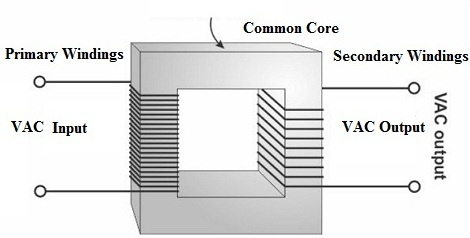 Common Core
Primary Windings
Secondary Windings
VAC Input
VAC Output
VAC output